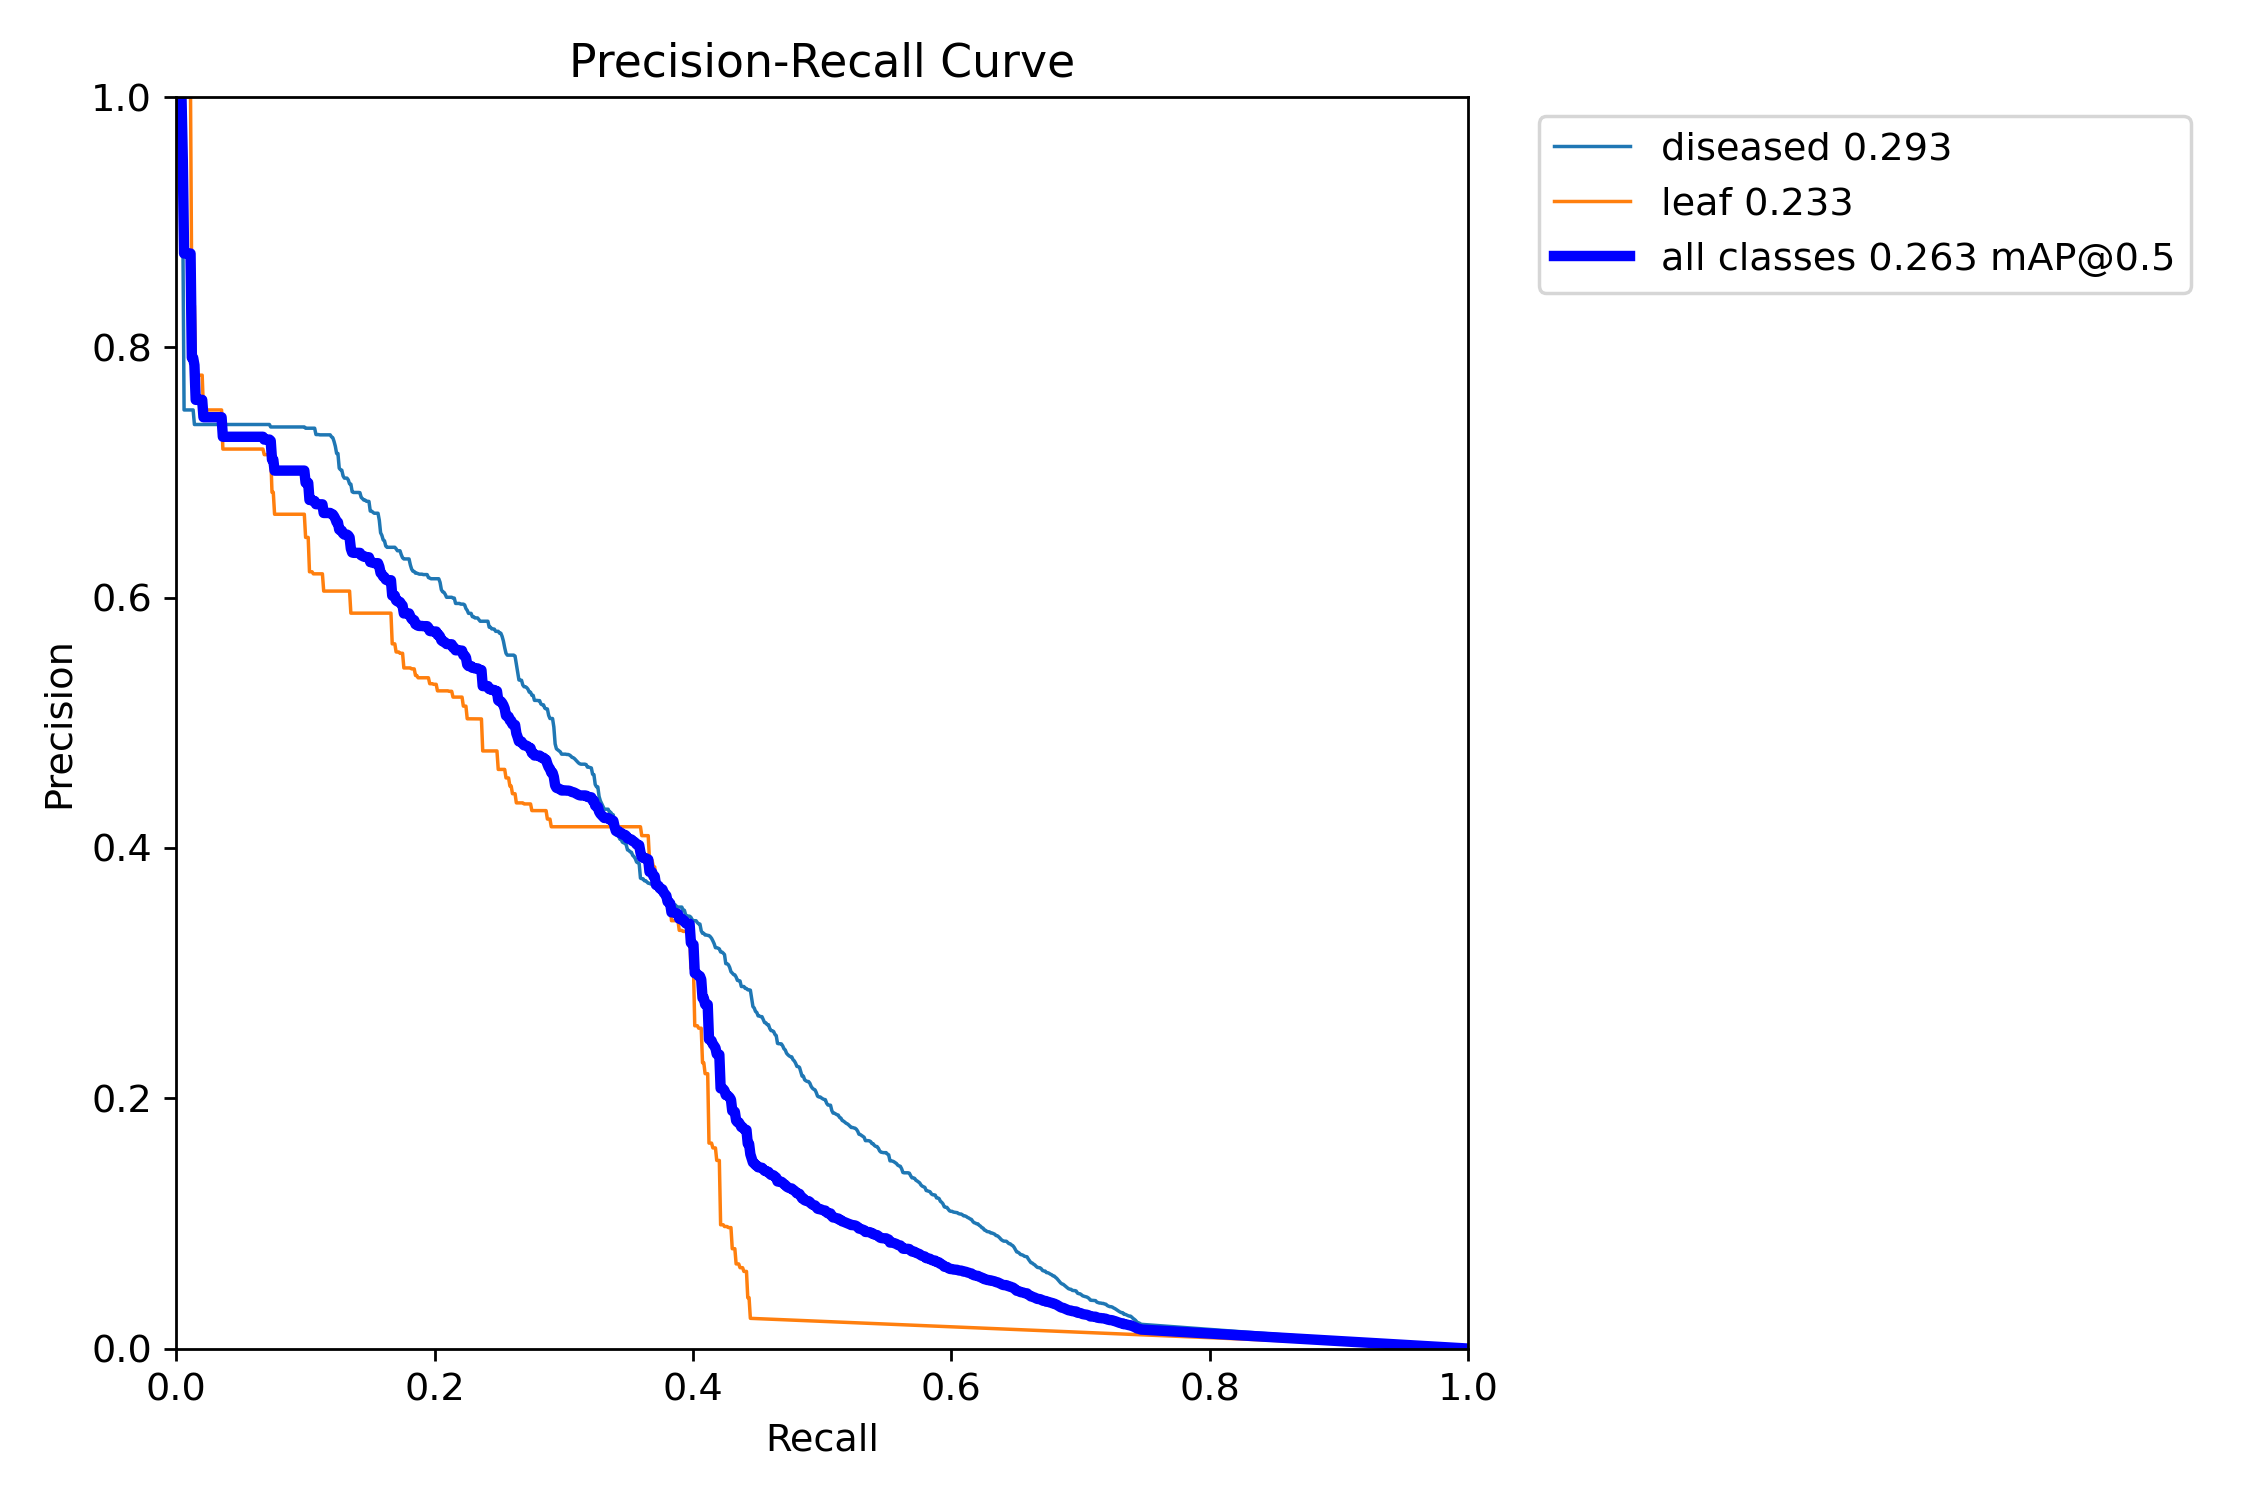 Precision-Recall Curve
1.0
0.8
0.6
0.4
0.2
0.0
Precision
0.0 0.2 0.4 0.6 0.8 1.0
Recall
diseased 0.293
leaf 0.233
all classes 0.263 mAP@0.5